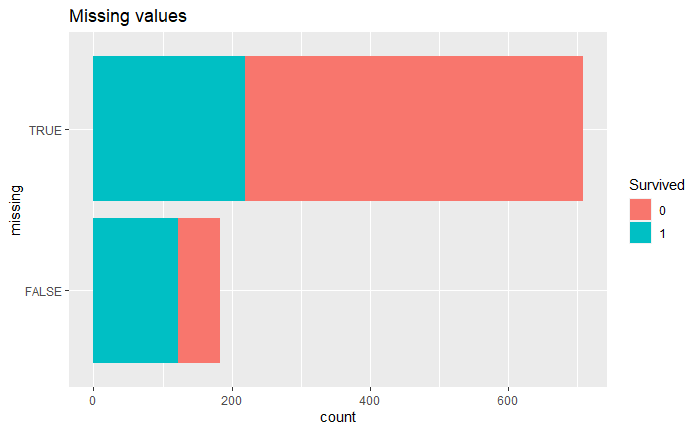 Missing values
TRUE
FALSE
missing
0
200
400
600
count
Survived
0
1